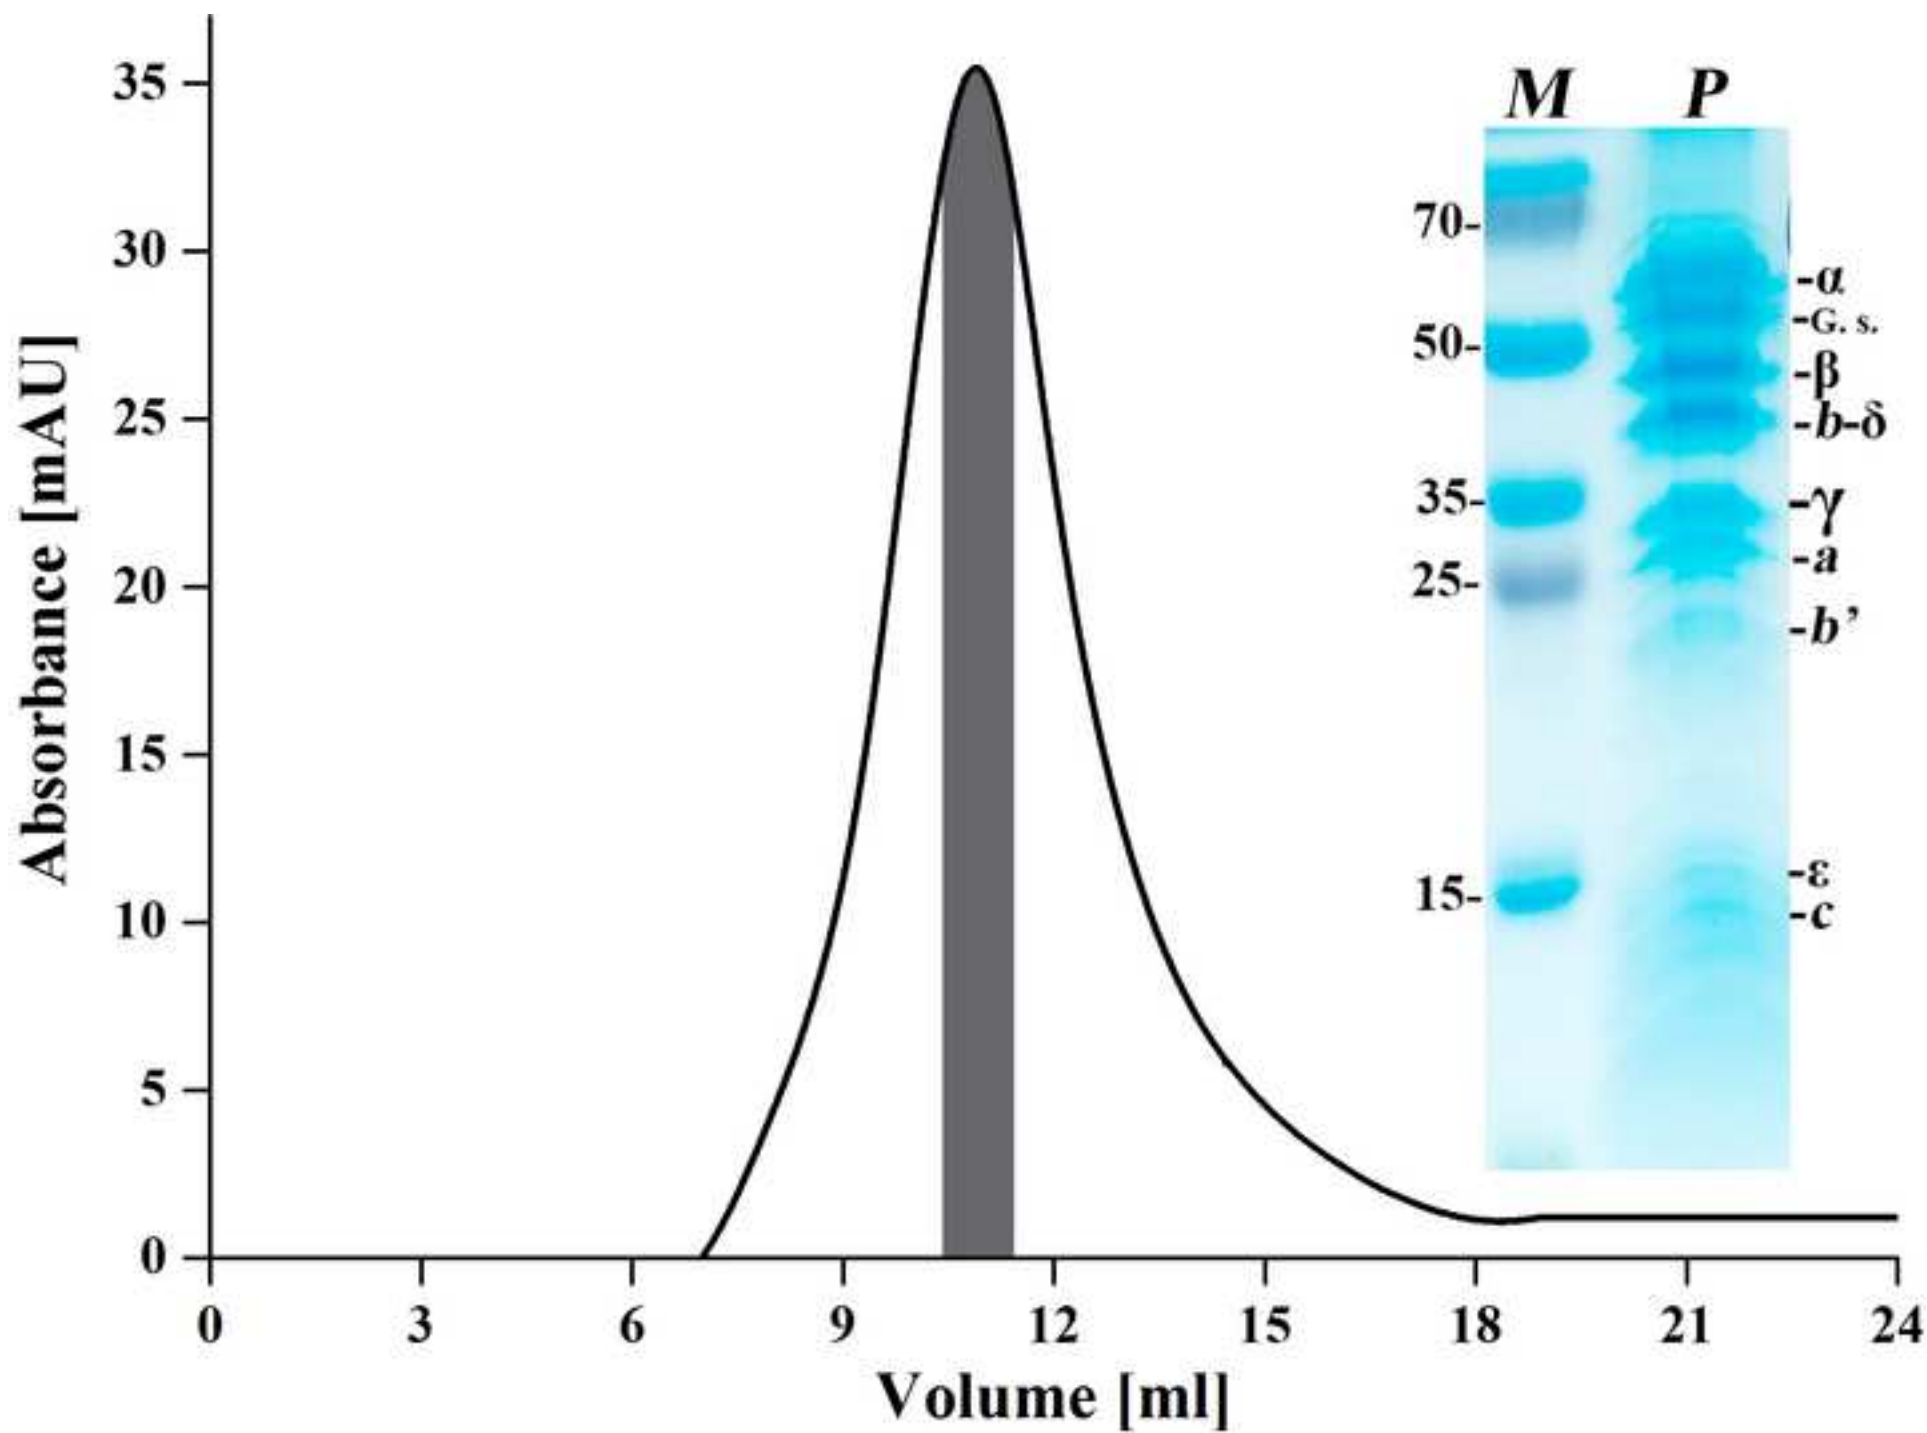 Absorbance [mAU]
35
30
25
20
15
10
5
0
0 3 6 9 12 15 18 21 24
Volume [ml]
M P
70-
50-
35-
25-
15-
-α
-G. s.
-β
-b-δ
-γ
-a
-b’
-ε
-c